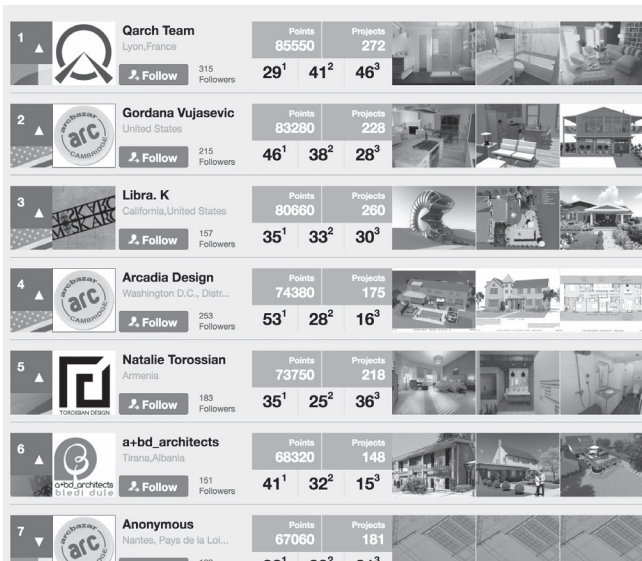 1
Qarch Team
Lyon,France
Follow
315 Followers
Points Projects
85550 272
29¹ 41² 46³
2
arcbazar
arc
CAMBRIDGE
Gordana Vujasevic
United States
Follow
215 Followers
Points Projects
83280 228
46¹ 38² 28³
3
Libra. K
California,United States
Follow
157 Followers
Points Projects
80660 260
35¹ 33² 30³
4
arcbazar
arc
CAMBRIDGE
Arcadia Design
Washington D.C., Distr...
Follow
253 Followers
Points Projects
74380 175
53¹ 28² 16³
5
TOROSSIAN DESIGN
Natalie Torossian
Armenia
Follow
183 Followers
Points Projects
73750 218
35¹ 25² 36³
6
a+bd_architects
bledi dule
a+bd_architects
Tirana,Albania
Follow
151 Followers
Points Projects
68320 148
41¹ 32² 15³
7
arcbazar
arc
Anonymous
Nantes, Pays de la Loi...
Points Projects
67060 181